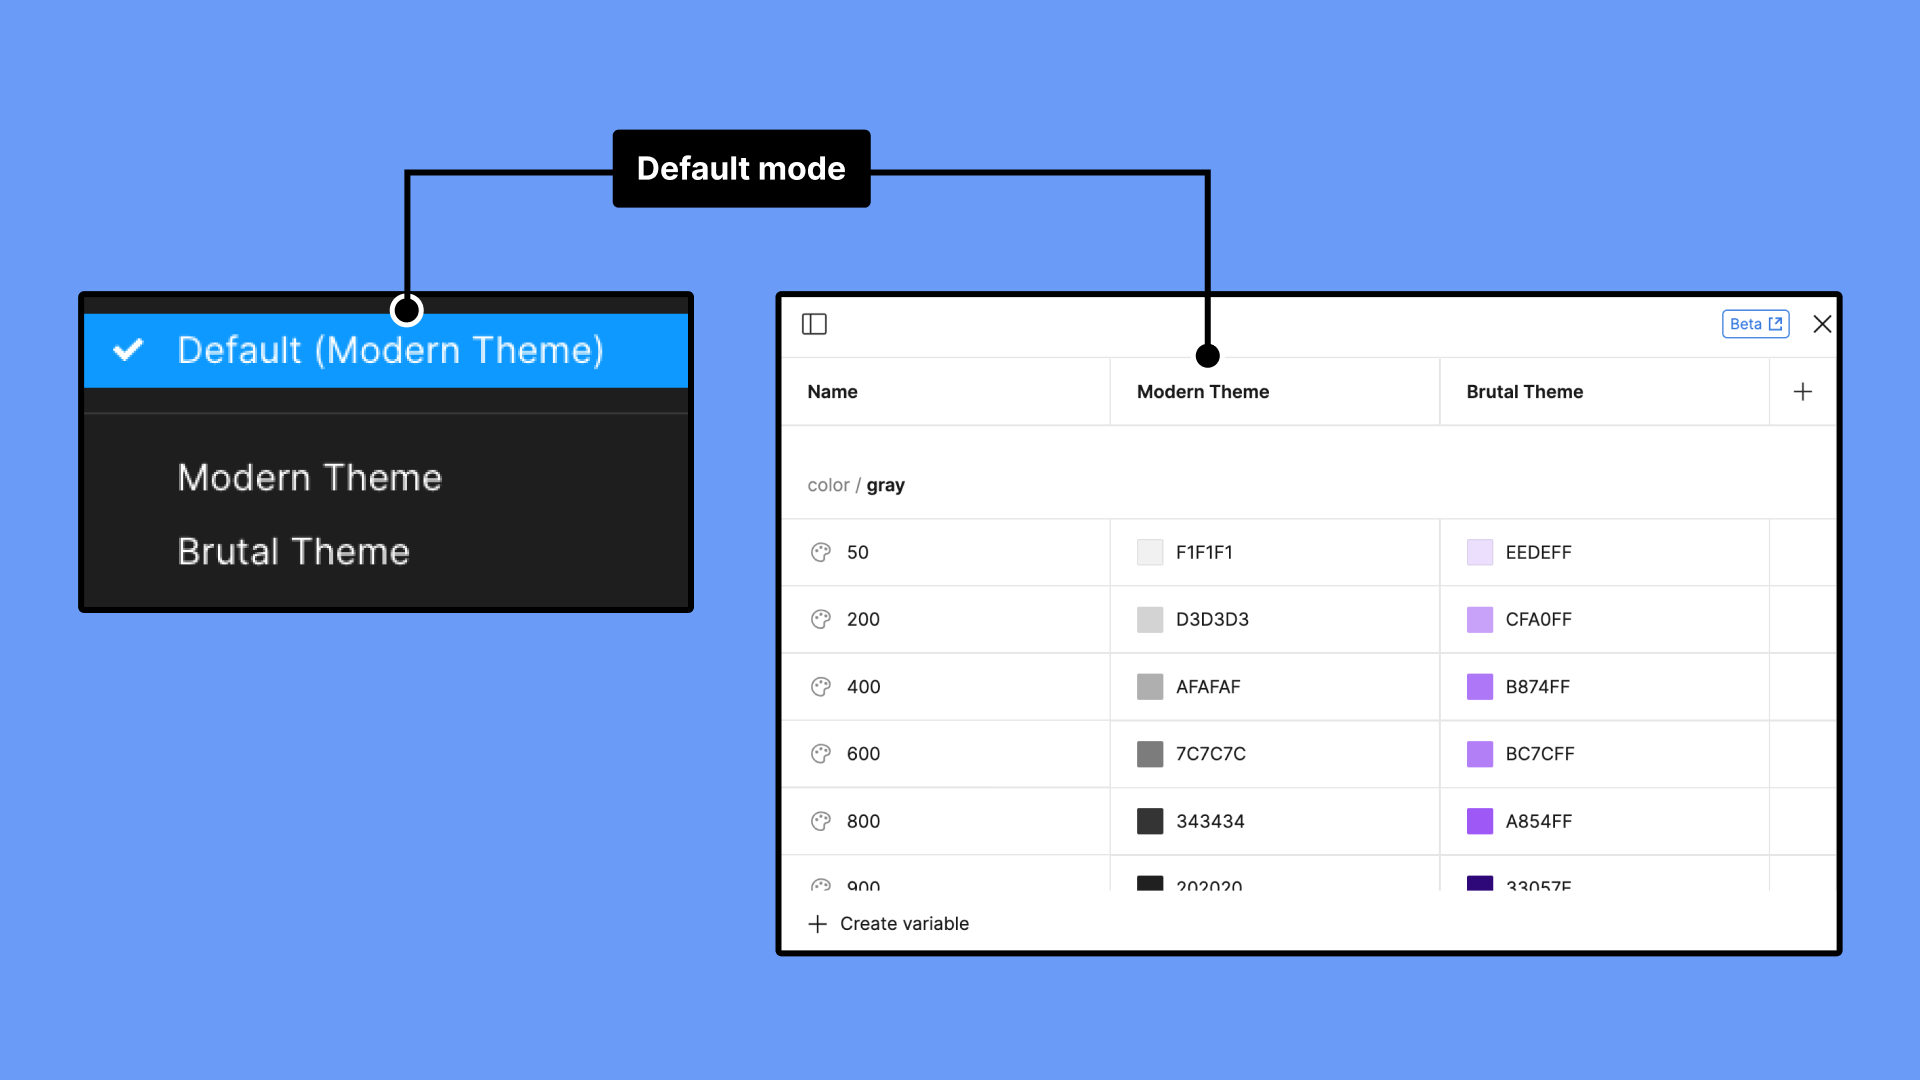 Default mode
Default (Modern Theme)
Modern Theme
Brutal Theme
Beta
Name Modern Theme Brutal Theme
color / gray
50 F1F1F1 EEDEFF
200 D3D3D3 CFA0FF
400 AFAFAF B874FF
600 7C7C7C BC7CFF
800 343434 A854FF
900 202020
Create variable